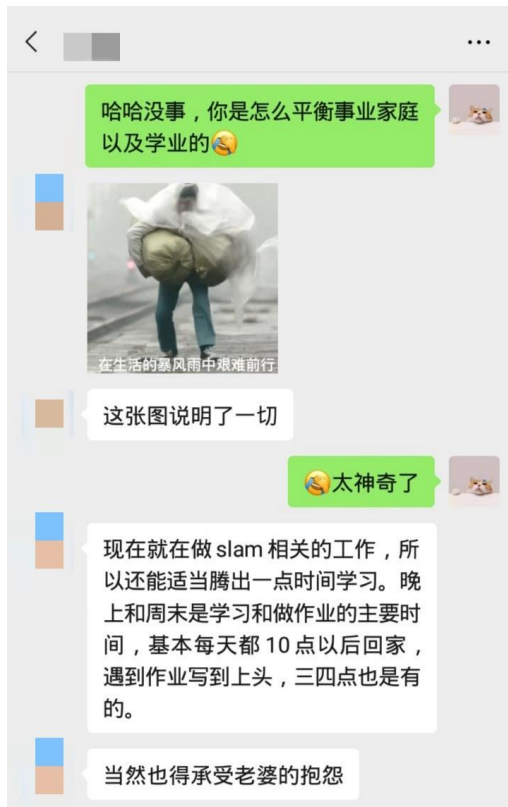 哈哈没事，你是怎么平衡事业家庭
以及学业的🤣
在生活的暴风雨中艰难前行
这张图说明了一切
🤣太神奇了
现在就在做slam相关的工作，所
以还能适当腾出一点时间学习。晚
上和周末是学习和做作业的主要时
间，基本每天都10点以后回家，
遇到作业写到上头，三四点也是有
的。
当然也得承受老婆的抱怨